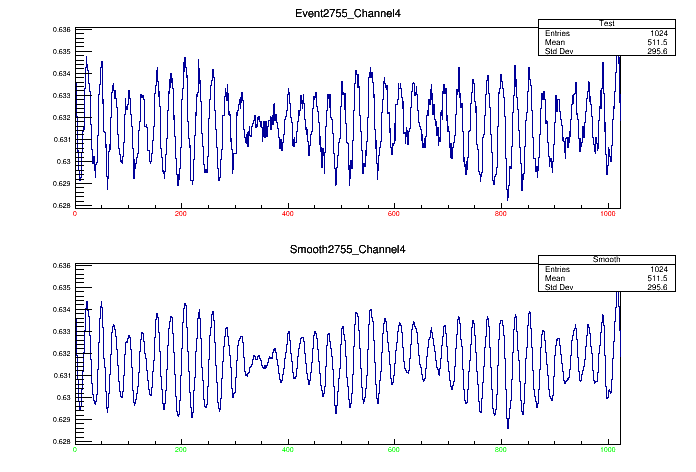 Event2755_Channel4
Test
Entries 1024
Mean 511.5
Std Dev 295.6
0.636
0.635
0.634
0.633
0.632
0.631
0.63
0.629
0.628
0 200 400 600 800 1000
Smooth2755_Channel4
Smooth
Entries 1024
Mean 511.5
Std Dev 295.6
0.636
0.635
0.634
0.633
0.632
0.631
0.63
0.629
0.628
0 200 400 600 800 1000